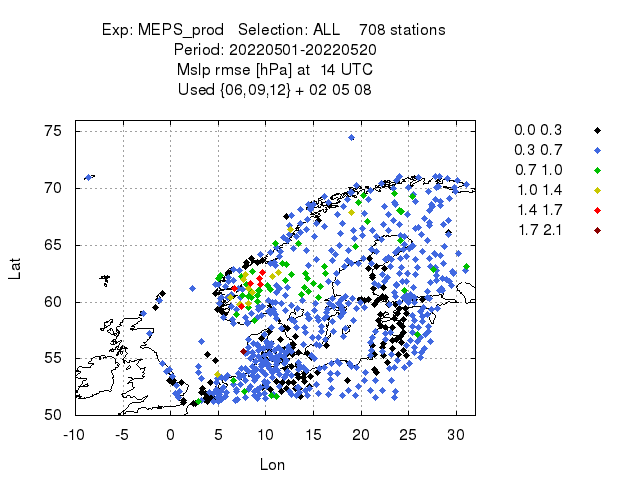 Exp: MEPS_prod   Selection: ALL    708 stations
Period: 20220501-20220520
Mslp rmse [hPa] at  14 UTC
Used {06,09,12} + 02 05 08
0.0 0.3
0.3 0.7
0.7 1.0
1.0 1.4
1.4 1.7
1.7 2.1
75
70
65
60
55
50
Lat
-10 -5 0 5 10 15 20 25 30
Lon